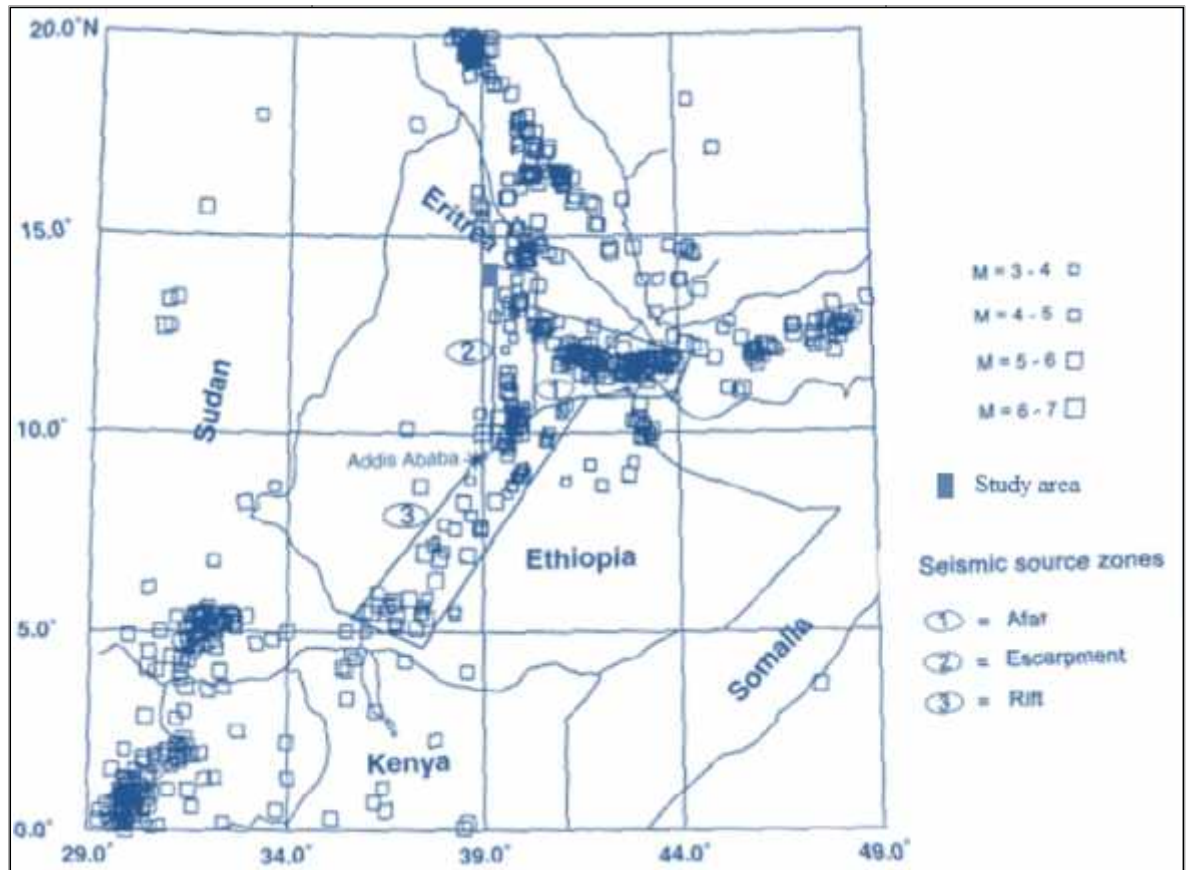 20.0°N
15.0°
10.0°
5.0°
0.0°
29.0°
34.0°
39.0°
44.0°
49.0°
Eritrea
Sudan
2
1
Addis Ababa
3
Ethiopia
Somalia
Kenya
M = 3 - 4
M = 4 - 5
M = 5 - 6
M = 6 - 7
Study area
Seismic source zones
1 = Afar
2 = Escarpment
3 = Rift